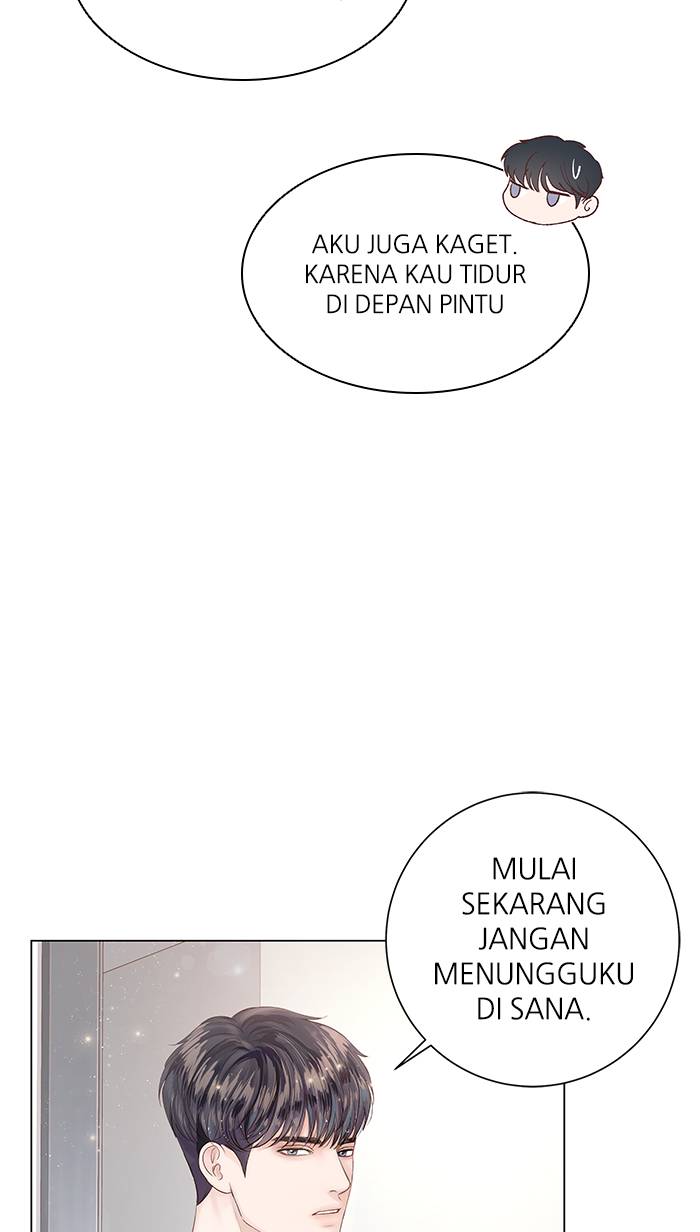 AKU JUGA KAGET.
KARENA KAU TIDUR
DI DEPAN PINTU
MULAI
SEKARANG
JANGAN
MENUNGGUKU
DI SANA.